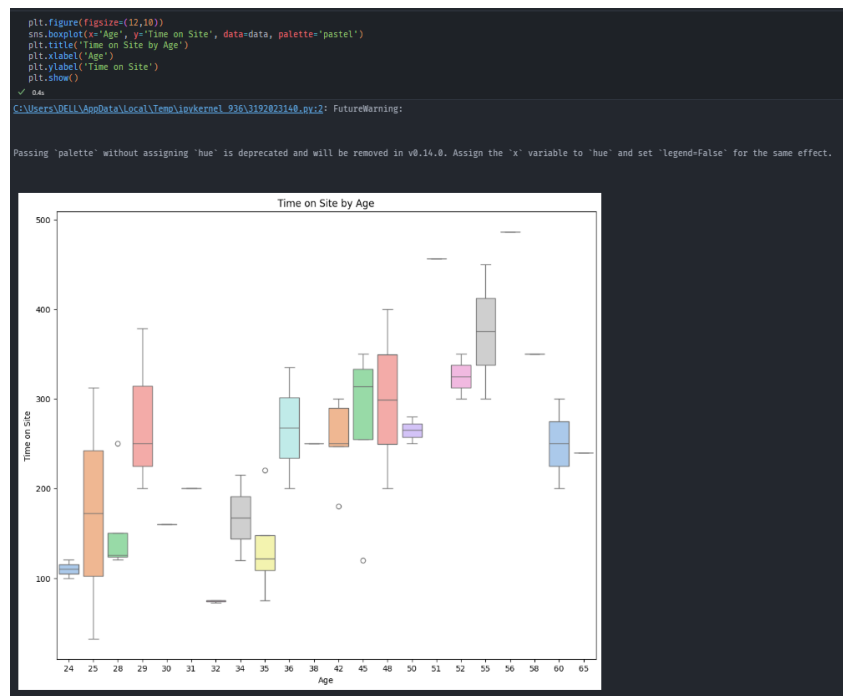 plt.figure(figsize=(12,10))
sns.boxplot(x='Age', y='Time on Site', data=data, palette='pastel')
plt.title('Time on Site by Age')
plt.xlabel('Age')
plt.ylabel('Time on Site')
plt.show()
✓ 0.4s
C:\Users\DELL\AppData\Local\Temp\ipykernel_936\3192023140.py:2: FutureWarning:
Passing `palette` without assigning `hue` is deprecated and will be removed in v0.14.0. Assign the `x` variable to `hue` and set `legend=False` for the same effect.
Time on Site by Age
500
400
300
200
100
Time on Site
24 25 28 29 30 31 32 34 35 36 38 42 45 48 50 51 52 55 56 58 60 65
Age